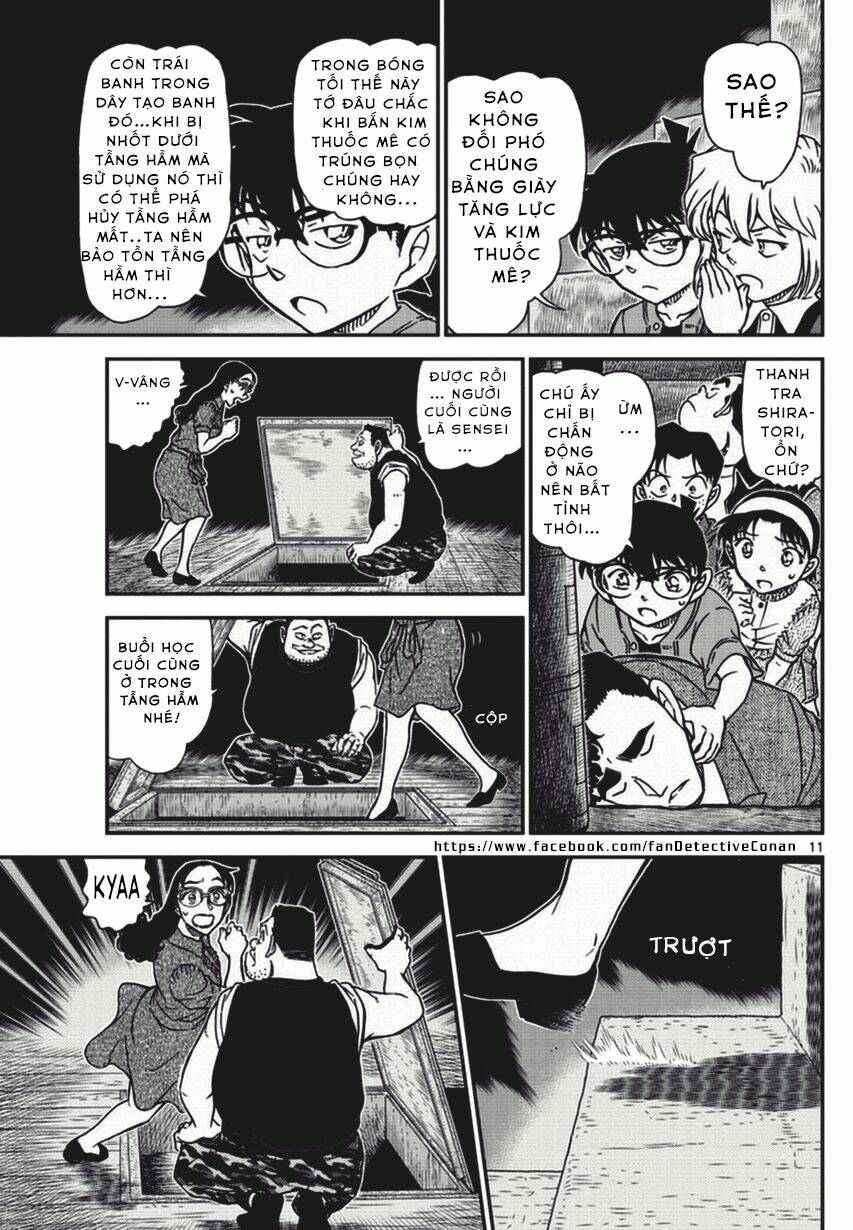 SAO
THẾ?
SAO
KHÔNG
ĐỐI PHÓ
CHÚNG
BẰNG GIÀY
TĂNG LỰC
VÀ KIM
THUỐC
MÊ?
TRONG BÓNG
TỐI THẾ NÀY
TỚ ĐÂU CHẮC
KHI BẮN KIM
THUỐC MÊ CÓ
TRÚNG BỌN
CHÚNG HAY
KHÔNG...
CÒN TRÁI
BANH TRONG
DÂY TẠO BANH
ĐÓ...KHI BỊ
NHỐT DƯỚI
TẦNG HẦM MÀ
SỬ DỤNG NÓ THÌ
CÓ THỂ PHÁ
HỦY TẦNG HẦM
MẤT..TA NÊN
BẢO TỒN TẦNG
HẦM THÌ
HƠN...
THANH
TRA
SHIRA-
TORI,
ỔN
CHỨ?
ỪM
...
CHÚ ẤY
CHỈ BỊ
CHẤN
ĐỘNG
Ở NÃO
NÊN BẤT
TỈNH
THÔI...
ĐƯỢC RỒI
... NGƯỜI
CUỐI CÙNG
LÀ SENSEI
...
V-VÂNG
...
BUỔI HỌC
CUỐI CÙNG
Ở TRONG
TẦNG HẦM
NHÉ!
CỘP
https://www.facebook.com/fanDetectiveConan 11
TRƯỢT
KYAA